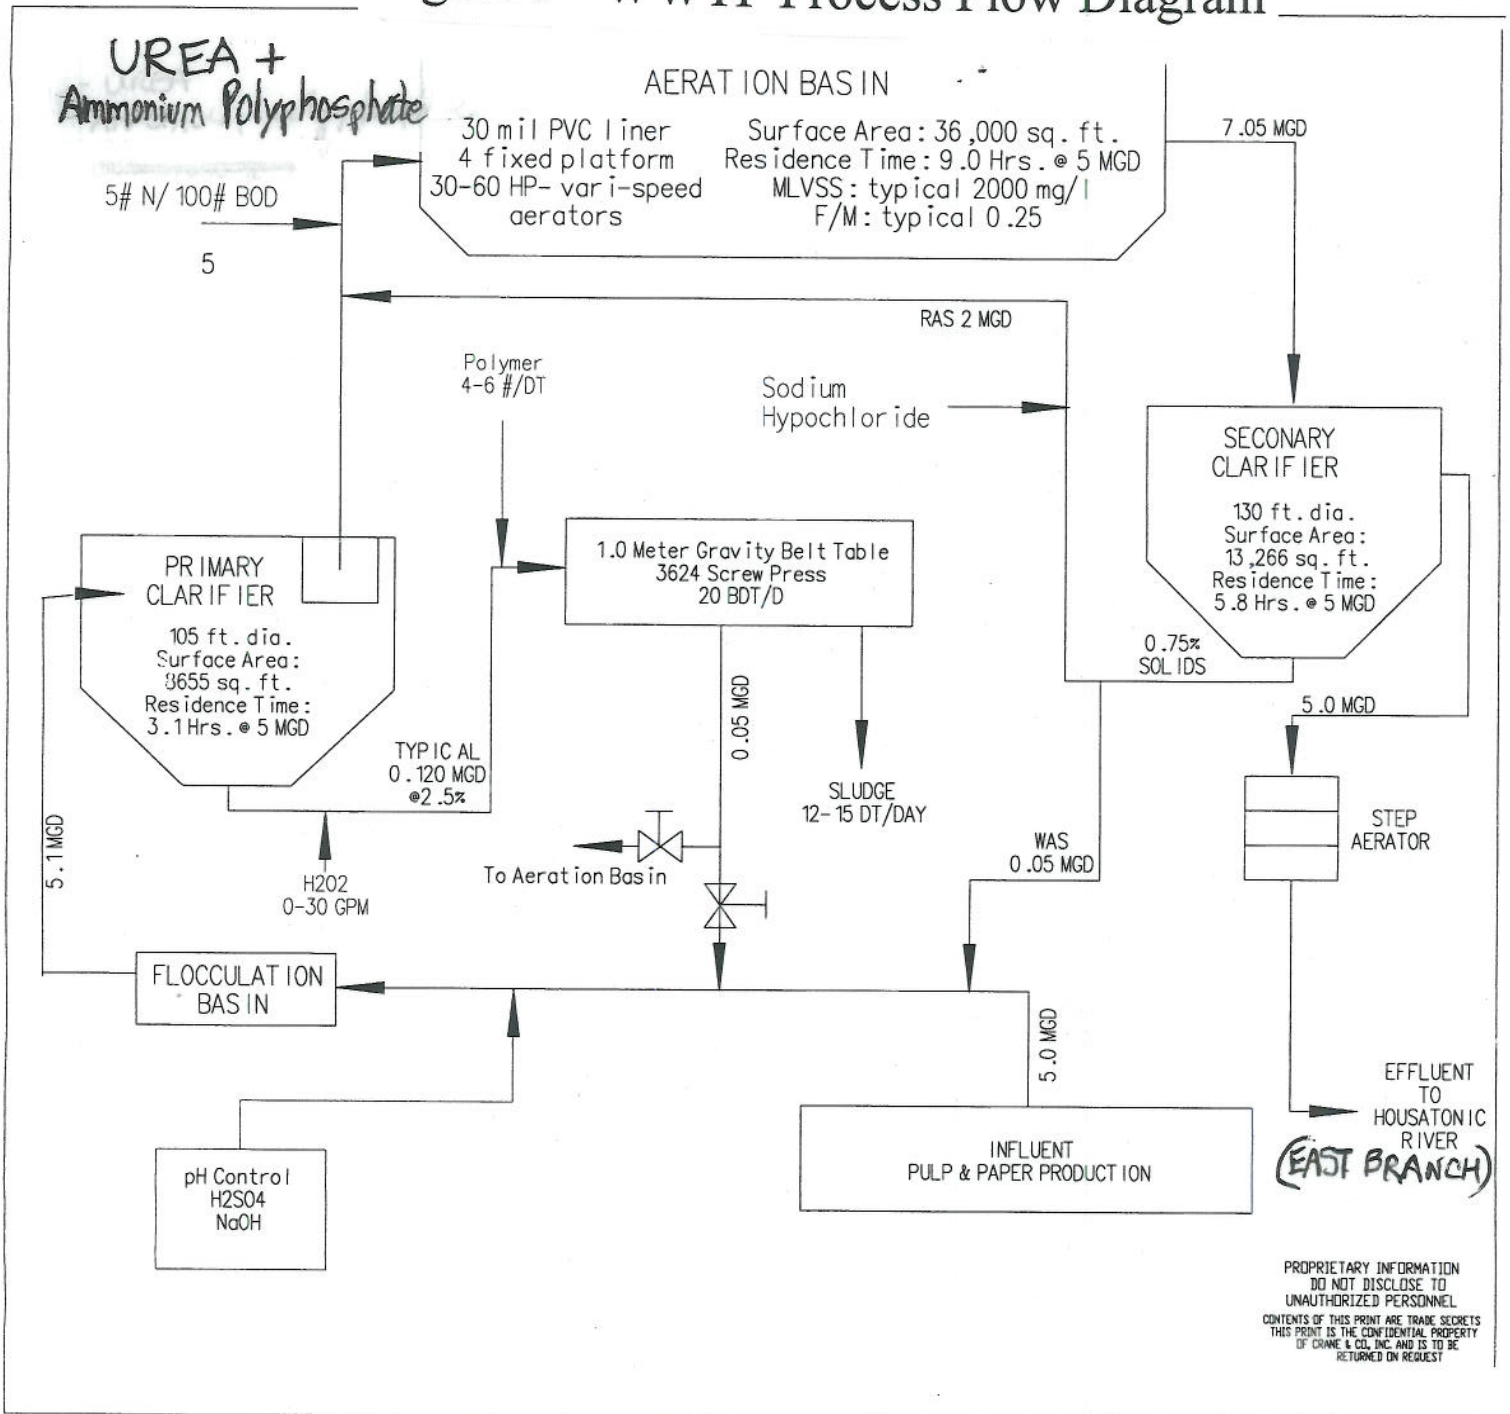 WWTP Process Flow Diagram
UREA +
Ammonium Polyphosphate
5# N/ 100# BOD
5
AERATION BASIN
30 mil PVC liner
4 fixed platform
30-60 HP- vari-speed
aerators
Surface Area: 36,000 sq. ft.
Residence Time: 9.0 Hrs. @ 5 MGD
MLVSS: typical 2000 mg/l
F/M: typical 0.25
7.05 MGD
RAS 2 MGD
Polymer
4-6 #/DT
Sodium
Hypochloride
SECONARY
CLARIFIER
130 ft. dia.
Surface Area:
13,266 sq. ft.
Residence Time:
5.8 Hrs. @ 5 MGD
PRIMARY
CLARIFIER
105 ft. dia.
Surface Area:
8655 sq. ft.
Residence Time:
3.1 Hrs. @ 5 MGD
1.0 Meter Gravity Belt Table
3624 Screw Press
20 BDT/D
0.75%
SOLIDS
5.0 MGD
0.05 MGD
TYPICAL
0.120 MGD
@2.5%
SLUDGE
12-15 DT/DAY
STEP
AERATOR
WAS
0.05 MGD
5.1 MGD
To Aeration Basin
H2O2
0-30 GPM
FLOCCULATION
BASIN
5.0 MGD
EFFLUENT
TO
HOUSATONIC
RIVER
(EAST BRANCH)
INFLUENT
PULP & PAPER PRODUCTION
pH Control
H2SO4
NaOH
PROPRIETARY INFORMATION
DO NOT DISCLOSE TO
UNAUTHORIZED PERSONNEL
CONTENTS OF THIS PRINT ARE TRADE SECRETS
THIS PRINT IS THE CONFIDENTIAL PROPERTY
OF CRANE & CO., INC. AND IS TO BE
RETURNED ON REQUEST